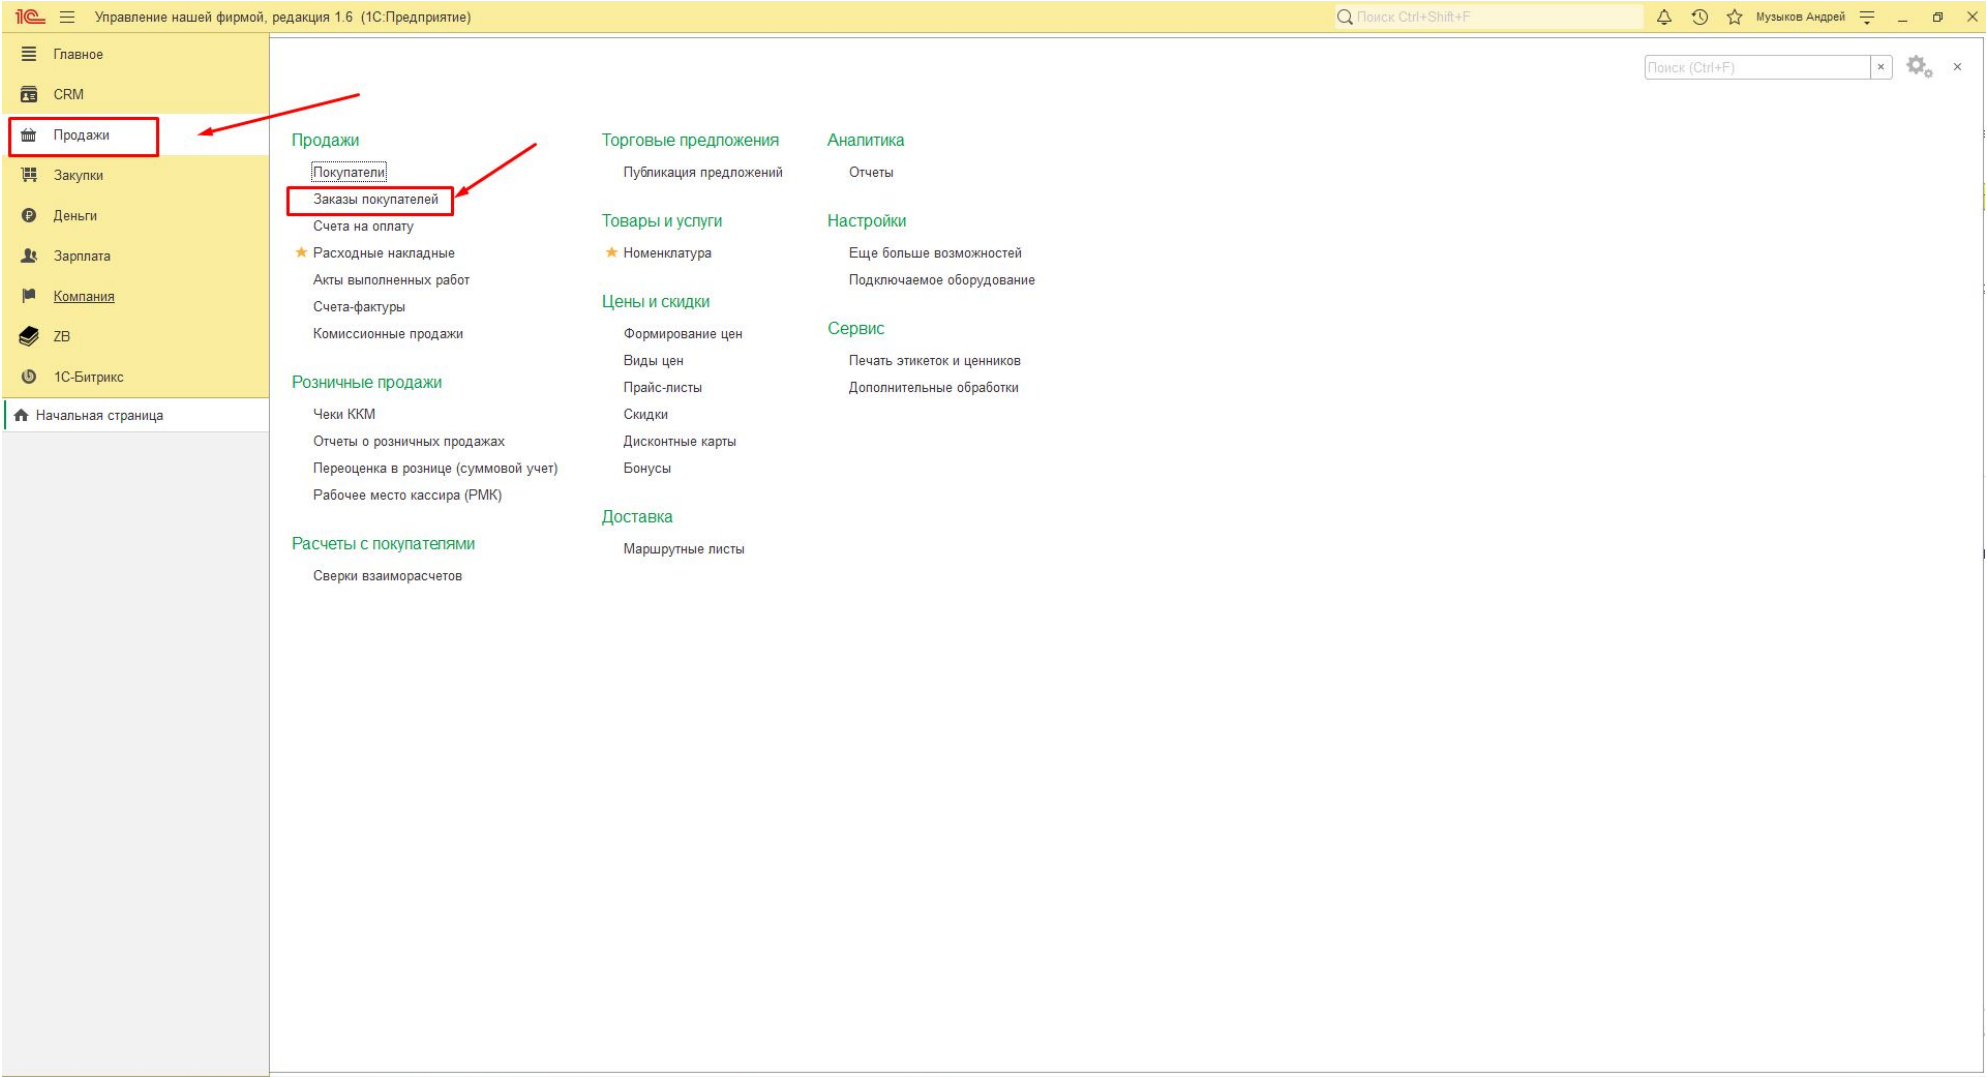 1С Управление нашей фирмой, редакция 1.6 (1С:Предприятие)
Поиск Ctrl+Shift+F
Музыков Андрей
Главное
CRM
Продажи
Закупки
Деньги
Зарплата
Компания
ZB
1С-Битрикс
Начальная страница
Поиск (Ctrl+F)
Продажи
Покупатели
Заказы покупателей
Счета на оплату
Расходные накладные
Акты выполненных работ
Счета-фактуры
Комиссионные продажи
Розничные продажи
Чеки ККМ
Отчеты о розничных продажах
Переоценка в рознице (суммовой учет)
Рабочее место кассира (РМК)
Расчеты с покупателями
Сверки взаиморасчетов
Торговые предложения
Публикация предложений
Товары и услуги
Номенклатура
Цены и скидки
Формирование цен
Виды цен
Прайс-листы
Скидки
Дисконтные карты
Бонусы
Доставка
Маршрутные листы
Аналитика
Отчеты
Настройки
Еще больше возможностей
Подключаемое оборудование
Сервис
Печать этикеток и ценников
Дополнительные обработки